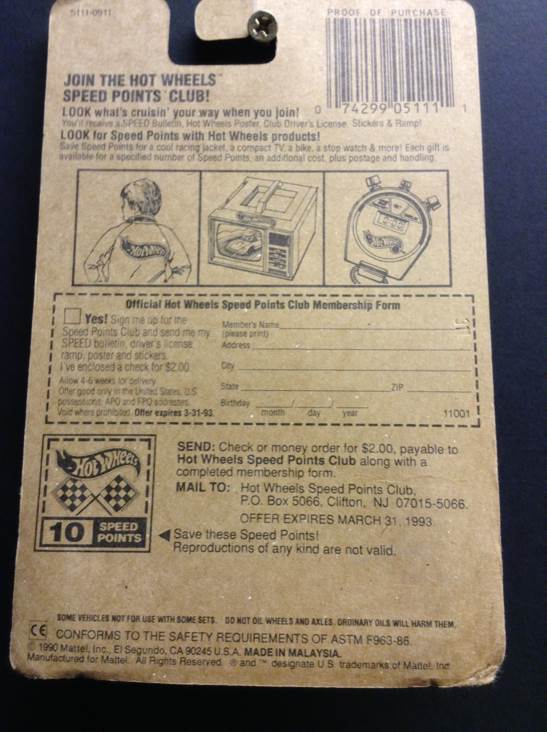 5111-0911
PROOF OF PURCHASE
0 74299 05111 1
JOIN THE HOT WHEELS™
SPEED POINTS CLUB!
LOOK what's cruisin' your way when you join!
You'll receive a SPEED Bulletin, Hot Wheels Poster, Club Driver's License, Stickers & Ramp!
LOOK for Speed Points with Hot Wheels products!
Save Speed Points for a cool racing jacket, a compact TV, a bike, a stop watch & more! Each gift is
available for a specified number of Speed Points, an additional cost, plus postage and handling.
Hot Wheels
Hot Wheels
Official Hot Wheels Speed Points Club Membership Form
Yes! Sign me up for the
Speed Points Club and send me my
SPEED bulletin, driver's license,
ramp, poster and stickers.
I've enclosed a check for $2.00
Allow 4-6 weeks for delivery.
Offer good only in the United States, U.S.
possessions, APO and FPO addresses.
Void where prohibited. Offer expires 3-31-93.
Member's Name
(please print)
Address
City
State ZIP
Birthday / /
month day year
11001
Hot Wheels
10 SPEED
POINTS
SEND: Check or money order for $2.00, payable to
Hot Wheels Speed Points Club along with a
completed membership form.
MAIL TO: Hot Wheels Speed Points Club,
P.O. Box 5066, Clifton, NJ 07015-5066.
OFFER EXPIRES MARCH 31, 1993
Save these Speed Points!
Reproductions of any kind are not valid.
SOME VEHICLES NOT FOR USE WITH SOME SETS. DO NOT OIL WHEELS AND AXLES. ORDINARY OILS WILL HARM THEM.
CE CONFORMS TO THE SAFETY REQUIREMENTS OF ASTM F963-86.
© 1990 Mattel, Inc., El Segundo, CA 90245 U.S.A. MADE IN MALAYSIA.
Manufactured for Mattel. All Rights Reserved. ® and ™ designate U.S. trademarks of Mattel, Inc.